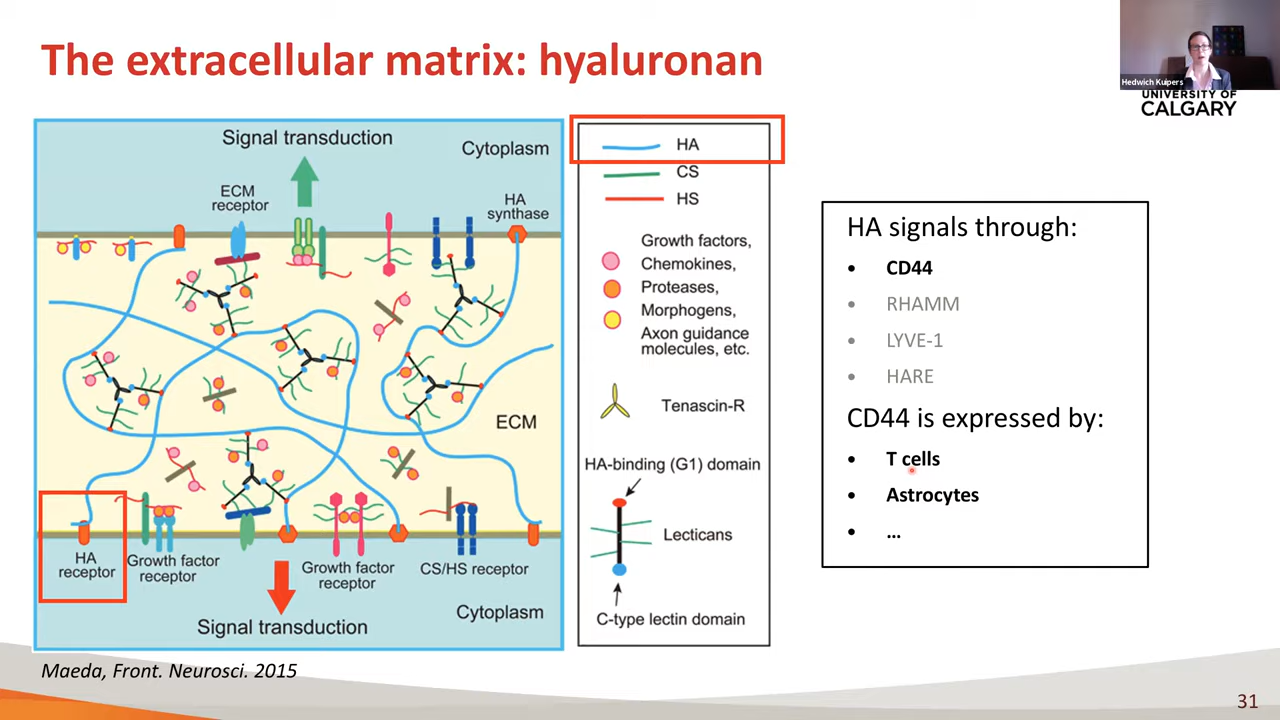 The extracellular matrix: hyaluronan
Hedwich Kuipers
UNIVERSITY OF
CALGARY
Signal transduction
Cytoplasm
ECM
receptor
HA
synthase
ECM
HA
receptor
Growth factor
receptor
Growth factor
receptor
CS/HS receptor
Cytoplasm
Signal transduction
HA
CS
HS
Growth factors,
Chemokines,
Proteases,
Morphogens,
Axon guidance
molecules, etc.
Tenascin-R
HA-binding (G1) domain
Lecticans
C-type lectin domain
HA signals through:
• CD44
• RHAMM
• LYVE-1
• HARE
CD44 is expressed by:
• T cells
• Astrocytes
• ...
Maeda, Front. Neurosci. 2015
31